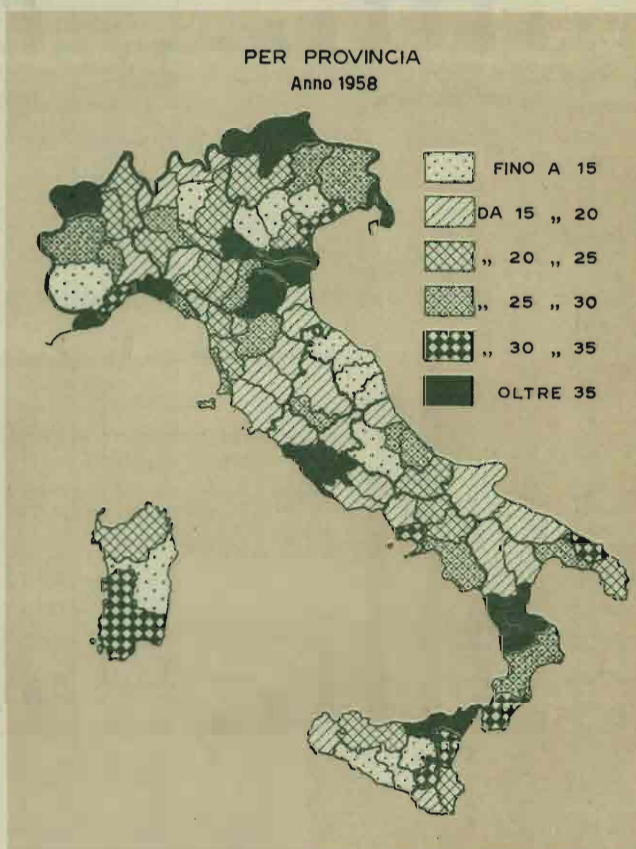 PER PROVINCIA
Anno 1958
FINO A 15
DA 15 „ 20
„ 20 „ 25
„ 25 „ 30
„ 30 „ 35
OLTRE 35